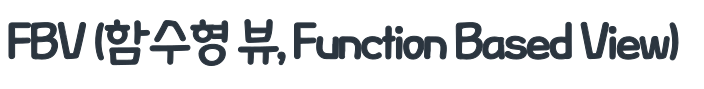 FBV (함수형 뷰, Function Based View)